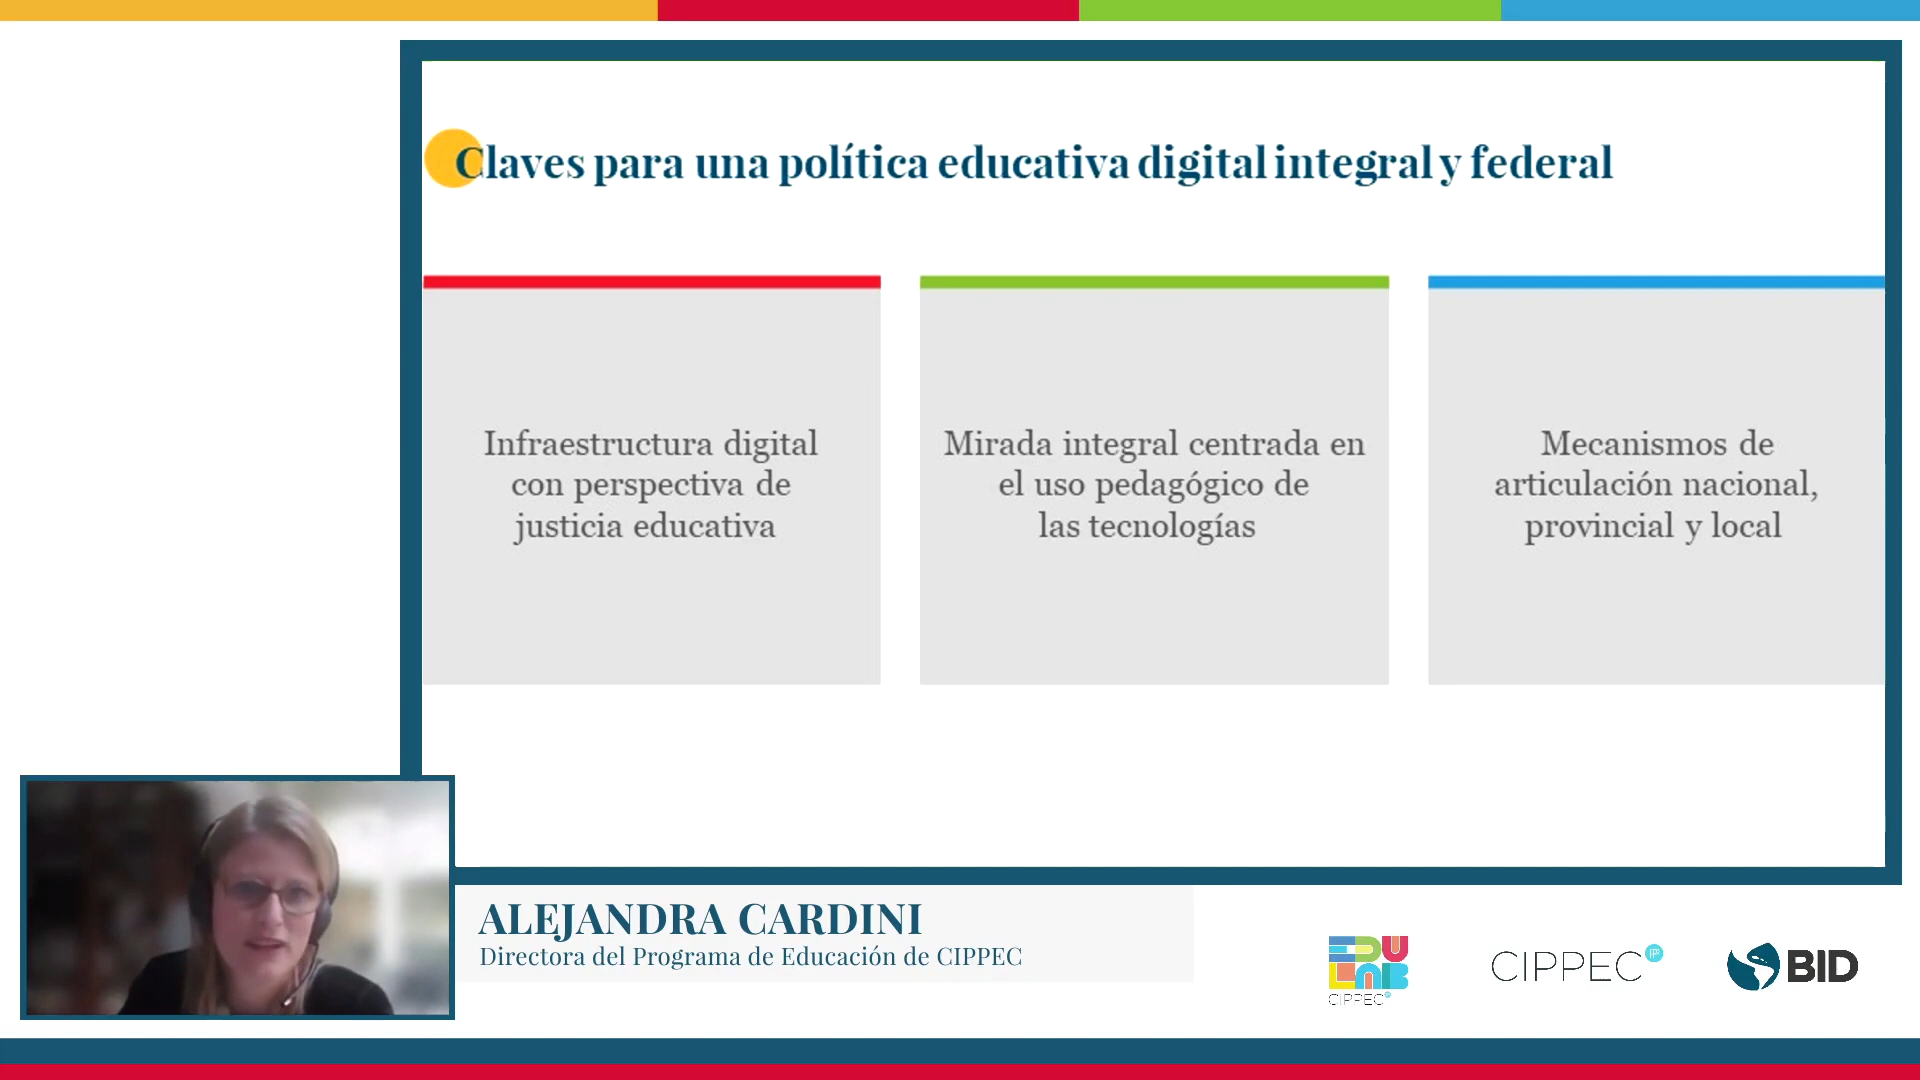 Claves para una política educativa digital integral y federal
Infraestructura digital
con perspectiva de
justicia educativa
Mirada integral centrada en
el uso pedagógico de
las tecnologías
Mecanismos de
articulación nacional,
provincial y local
ALEJANDRA CARDINI
Directora del Programa de Educación de CIPPEC
EDU
LAB
CIPPEC
CIPPEC
BID